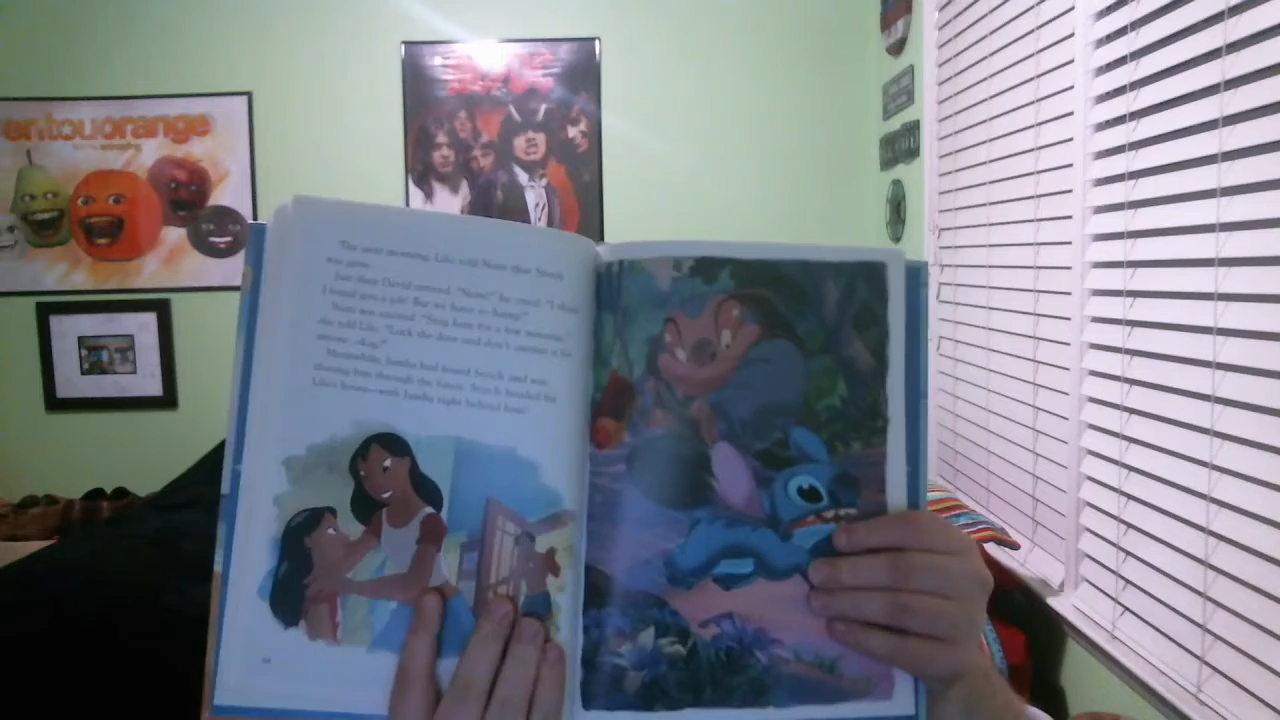 entouorange
The next morning, Lilo told Nani that Stitch
was gone.
Just then David entered. "Nani!" he cried. "I think
I found you a job! But we have to hurry!"
Nani was excited. "Stay here for a few minutes,"
she told Lilo. "Lock the door and don't answer it for
anyone, okay?"
Meanwhile, Jumba had found Stitch and was
chasing him through the forest. Stitch headed for
Lilo's house—with Jumba right behind him!